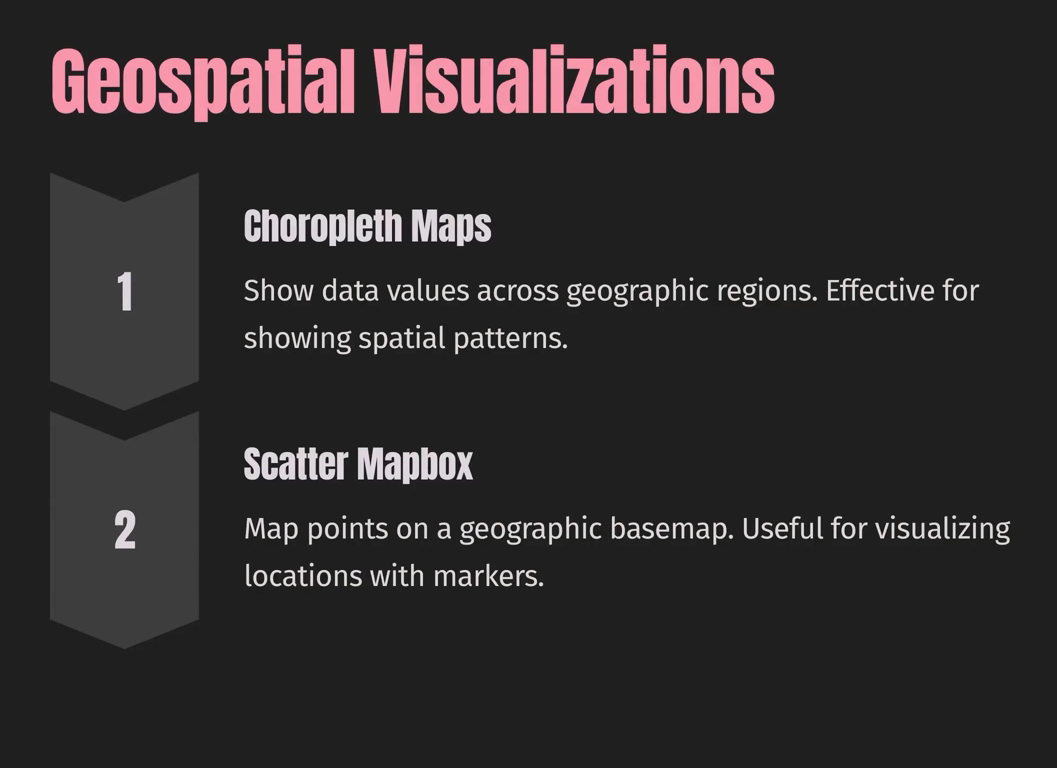 Geospatial Visualizations
1
Choropleth Maps
Show data values across geographic regions. Effective for
showing spatial patterns.
2
Scatter Mapbox
Map points on a geographic basemap. Useful for visualizing
locations with markers.